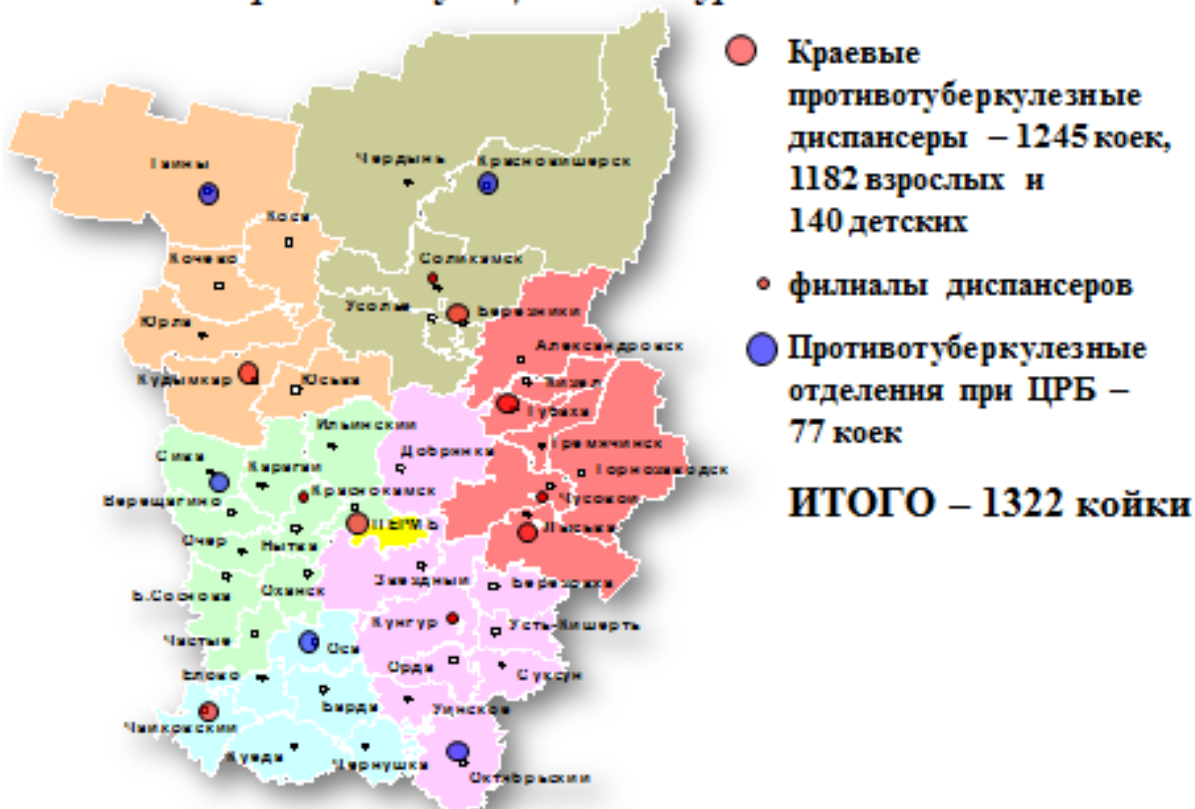 Краевые
противотуберкулезные
диспансеры – 1245 коек,
1182 взрослых и
140 детских
филиалы диспансеров
Противотуберкулезные
отделения при ЦРБ –
77 коек
ИТОГО – 1322 койки
Гаины
Чердынь
Красновишерск
Коса
Кочево
Соликамск
Усолье
Березники
Юрла
Александровск
Кудымкар
Юсьва
Кизел
Губаха
Ильинский
Добрянка
Гремячинск
Сива
Карагай
Горнозаводск
Верещагино
Краснокамск
Чусовой
ПЕРМЬ
Лысьва
Очер
Нытва
Звездный
Березовка
Б.Соснова
Оханск
Кунгур
Усть-Кишерть
Частые
Оса
Орда
Суксун
Елово
Барда
Уинское
Чайковский
Куеда
Чернушка
Октябрьский